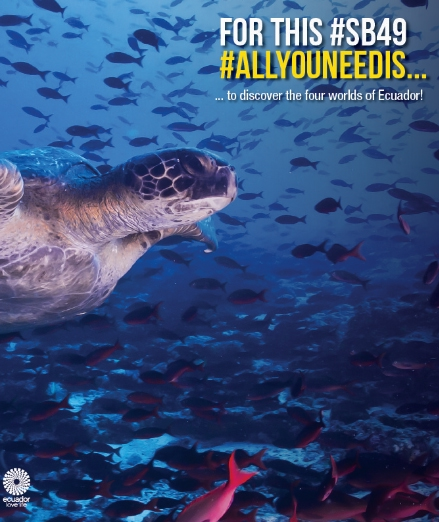 FOR THIS #SB49
#ALLYOUNEEDIS...
... to discover the four worlds of Ecuador!
ecuador
love life